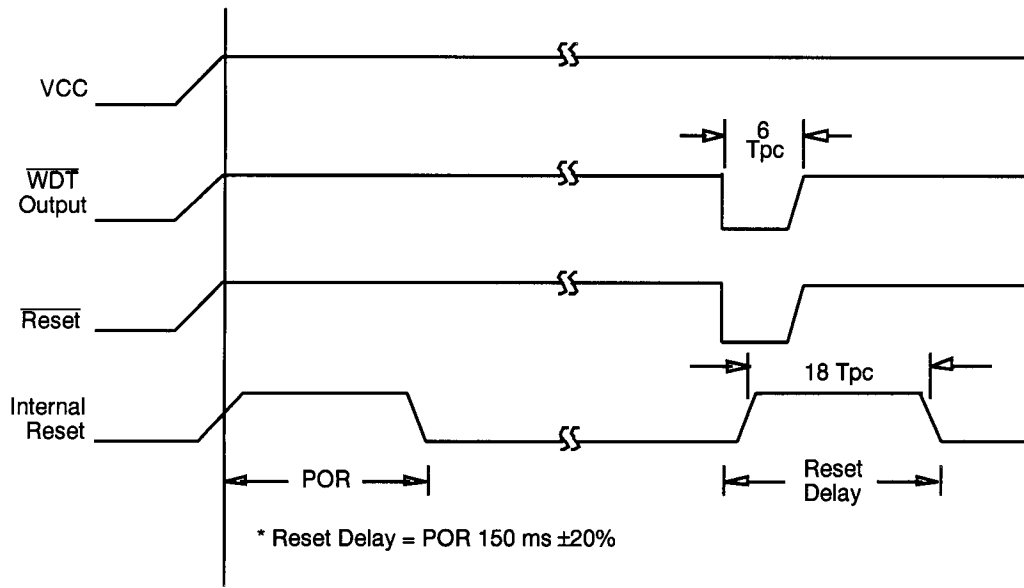 VCC
6
Tpc
WDT
Output
Reset
18 Tpc
Internal
Reset
POR
Reset
Delay
* Reset Delay = POR 150 ms ±20%